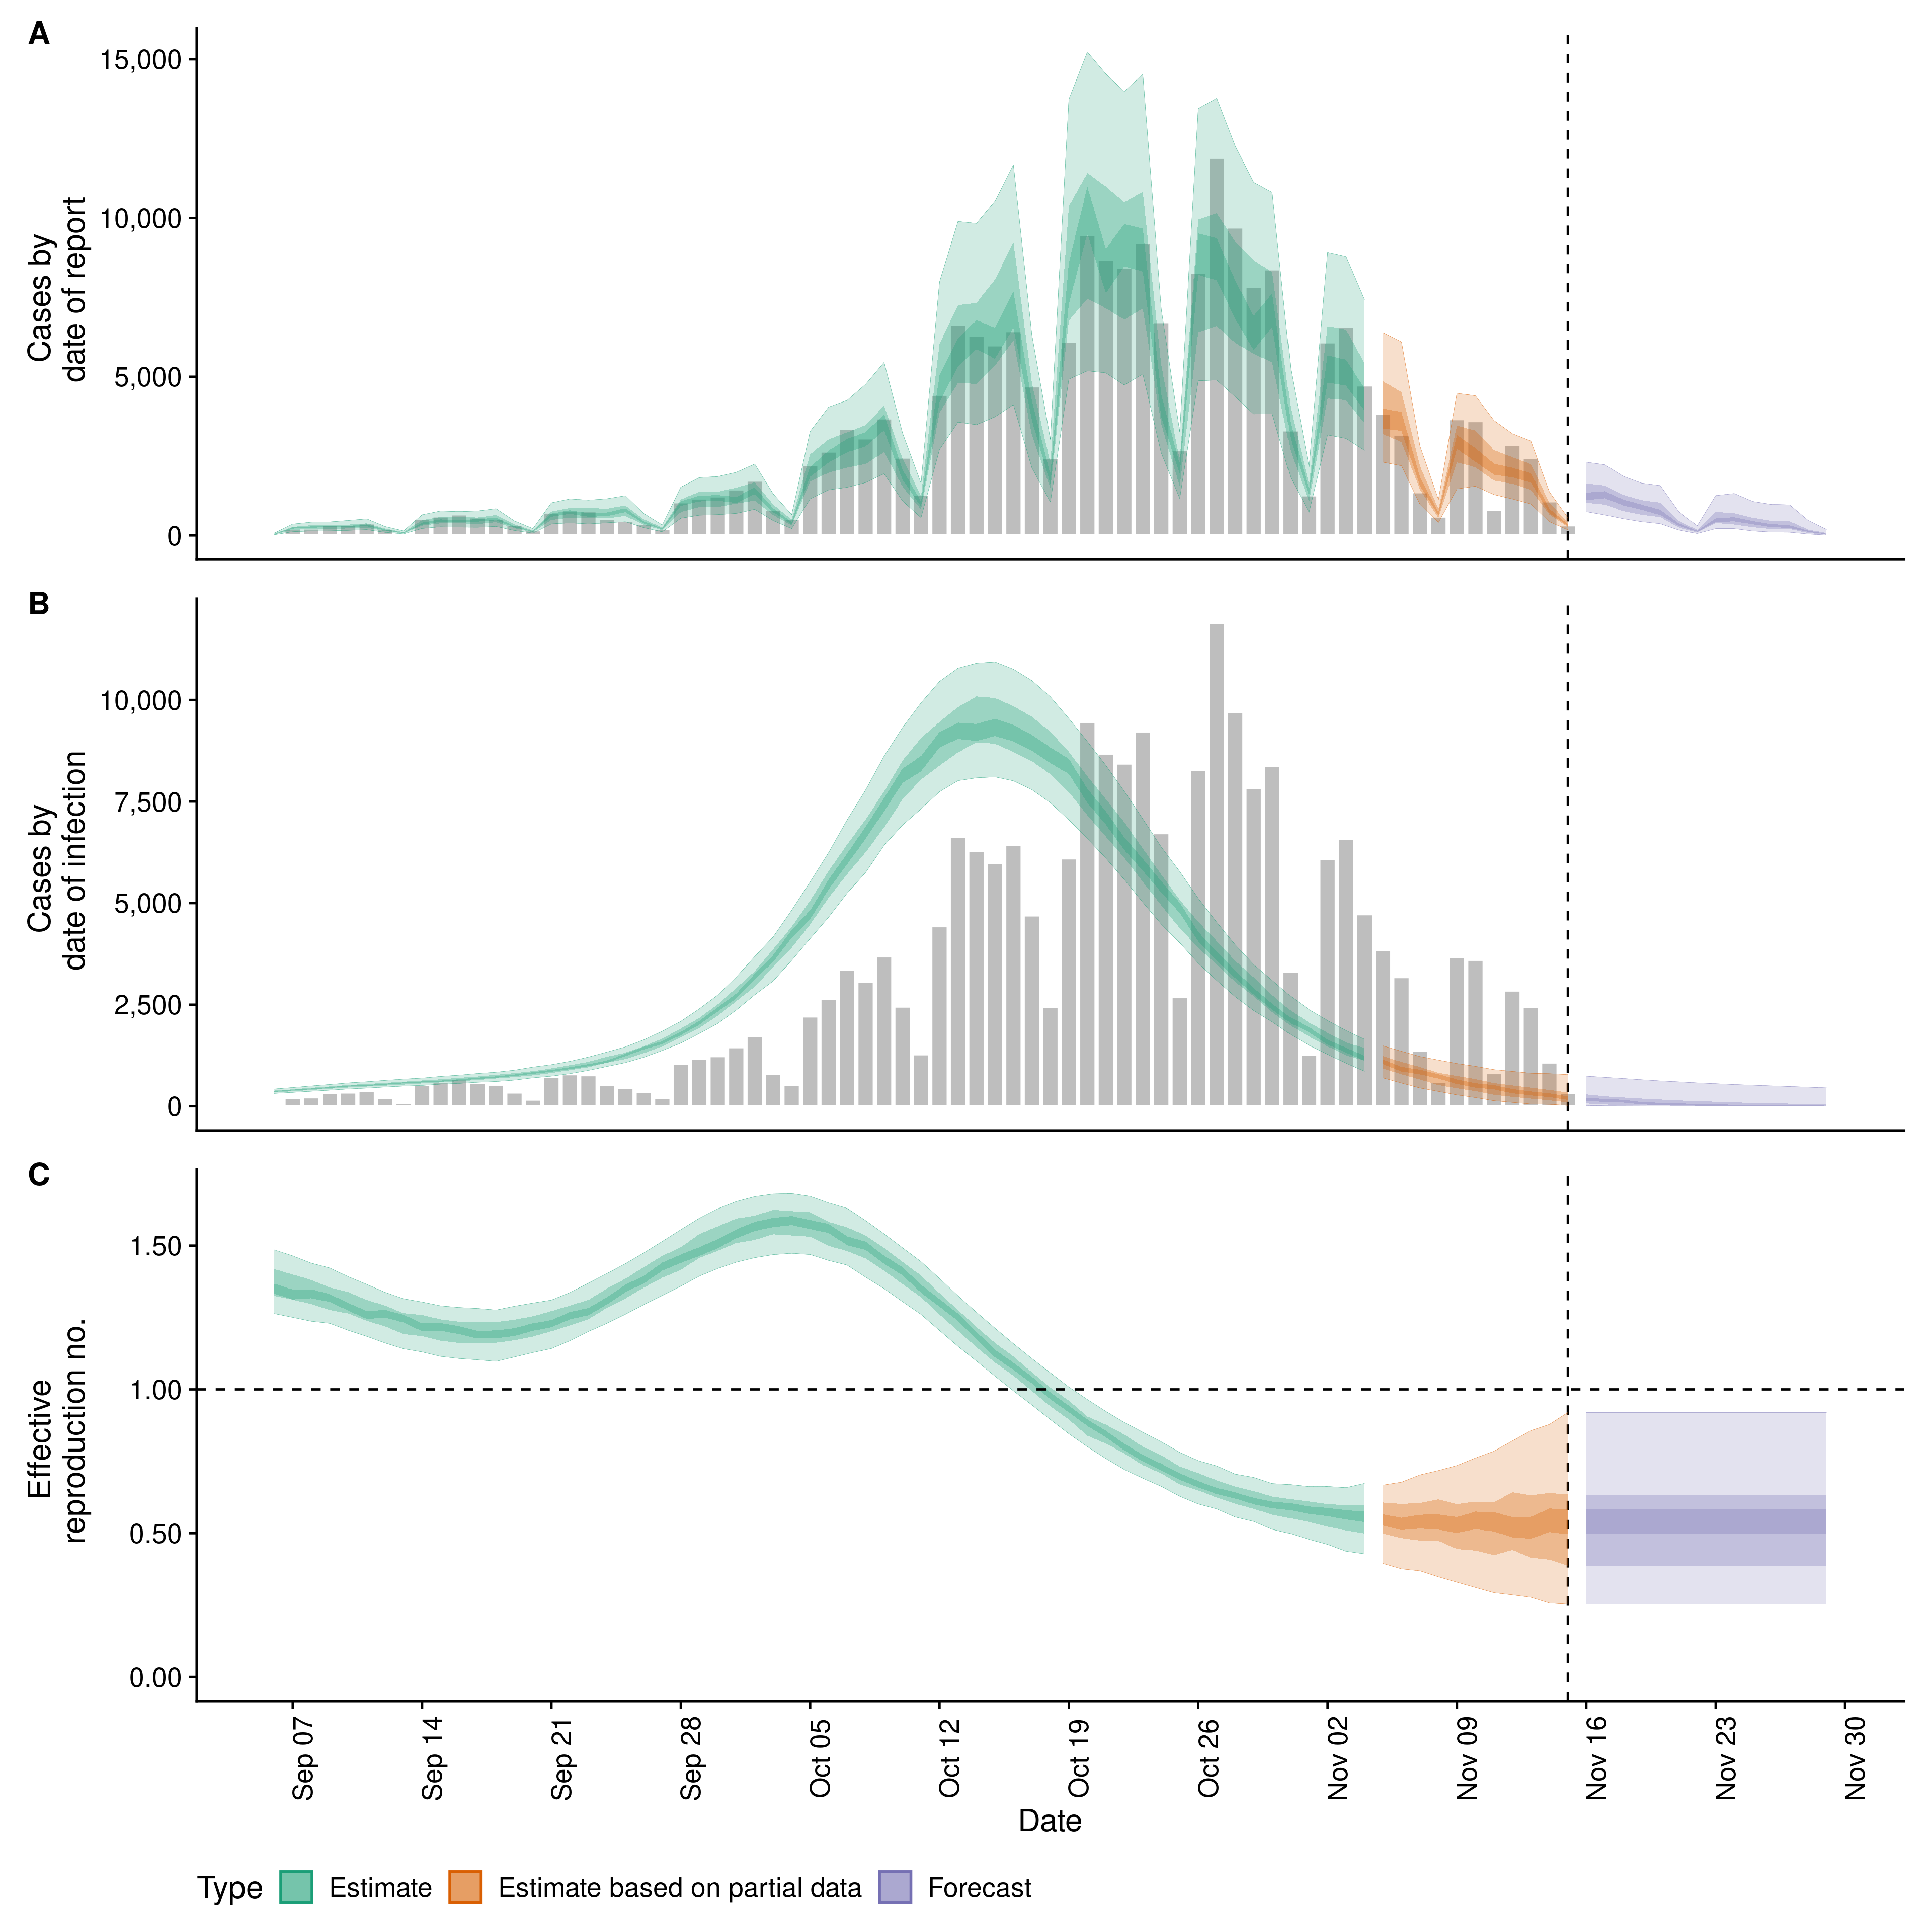 A
Cases by
date of report
15,000
10,000
5,000
0
B
Cases by
date of infection
10,000
7,500
5,000
2,500
0
C
Effective
reproduction no.
1.50
1.00
0.50
0.00
Sep 07
Sep 14
Sep 21
Sep 28
Oct 05
Oct 12
Oct 19
Oct 26
Nov 02
Nov 09
Nov 16
Nov 23
Nov 30
Date
Type Estimate Estimate based on partial data Forecast